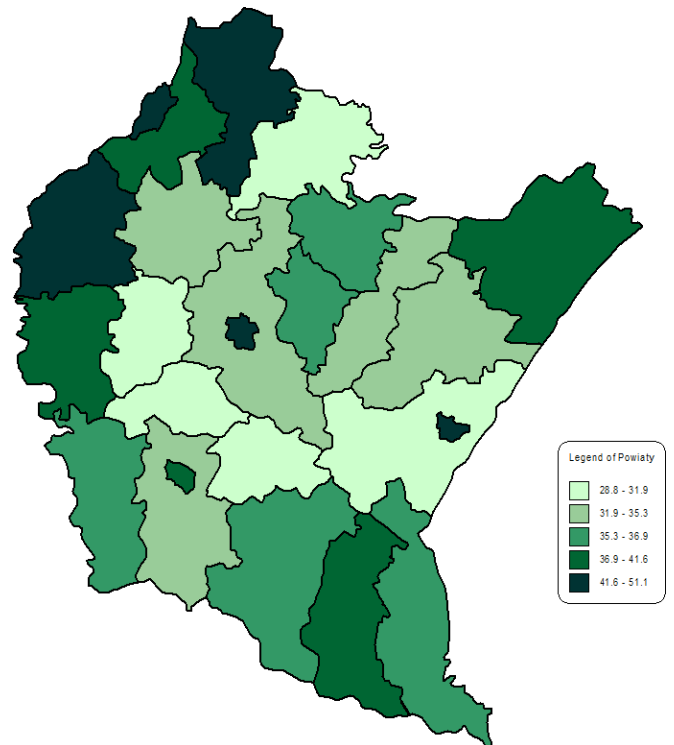 Legend of Powiaty
28.8 - 31.9
31.9 - 35.3
35.3 - 36.9
36.9 - 41.6
41.6 - 51.1